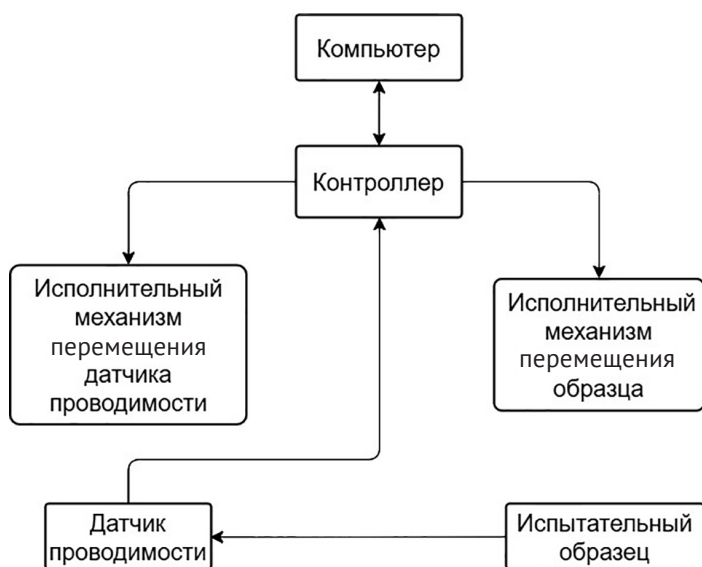 Компьютер
Контроллер
Исполнительный
механизм
перемещения
датчика
проводимости
Исполнительный
механизм
перемещения
образца
Датчик
проводимости
Испытательный
образец